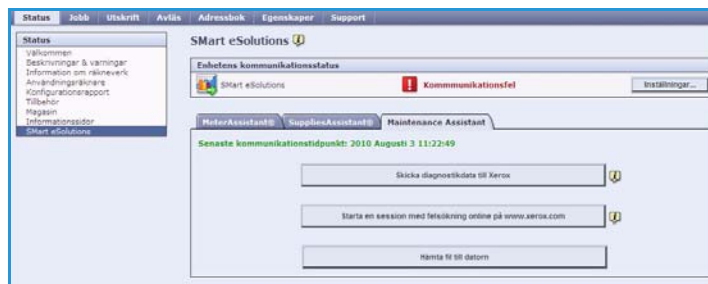 Status Jobb Utskrift Avläs Adressbok Egenskaper Support
Status
Välkommen
Beskrivningar & varningar
Information om räkneverk
Användningsräknare
Konfigurationsrapport
Tillbehör
Magasin
Informationssidor
SMart eSolutions
SMart eSolutions
Enhetens kommunikationsstatus
SMart eSolutions
Kommmunikationsfel
Inställningar...
MeterAssistant® SuppliesAssistant® Maintenance Assistant
Senaste kommunikationstidpunkt: 2010 Augusti 3 11:22:49
Skicka diagnostikdata till Xerox
Starta en session med felsökning online på www.xerox.com
Hämta fil till datorn